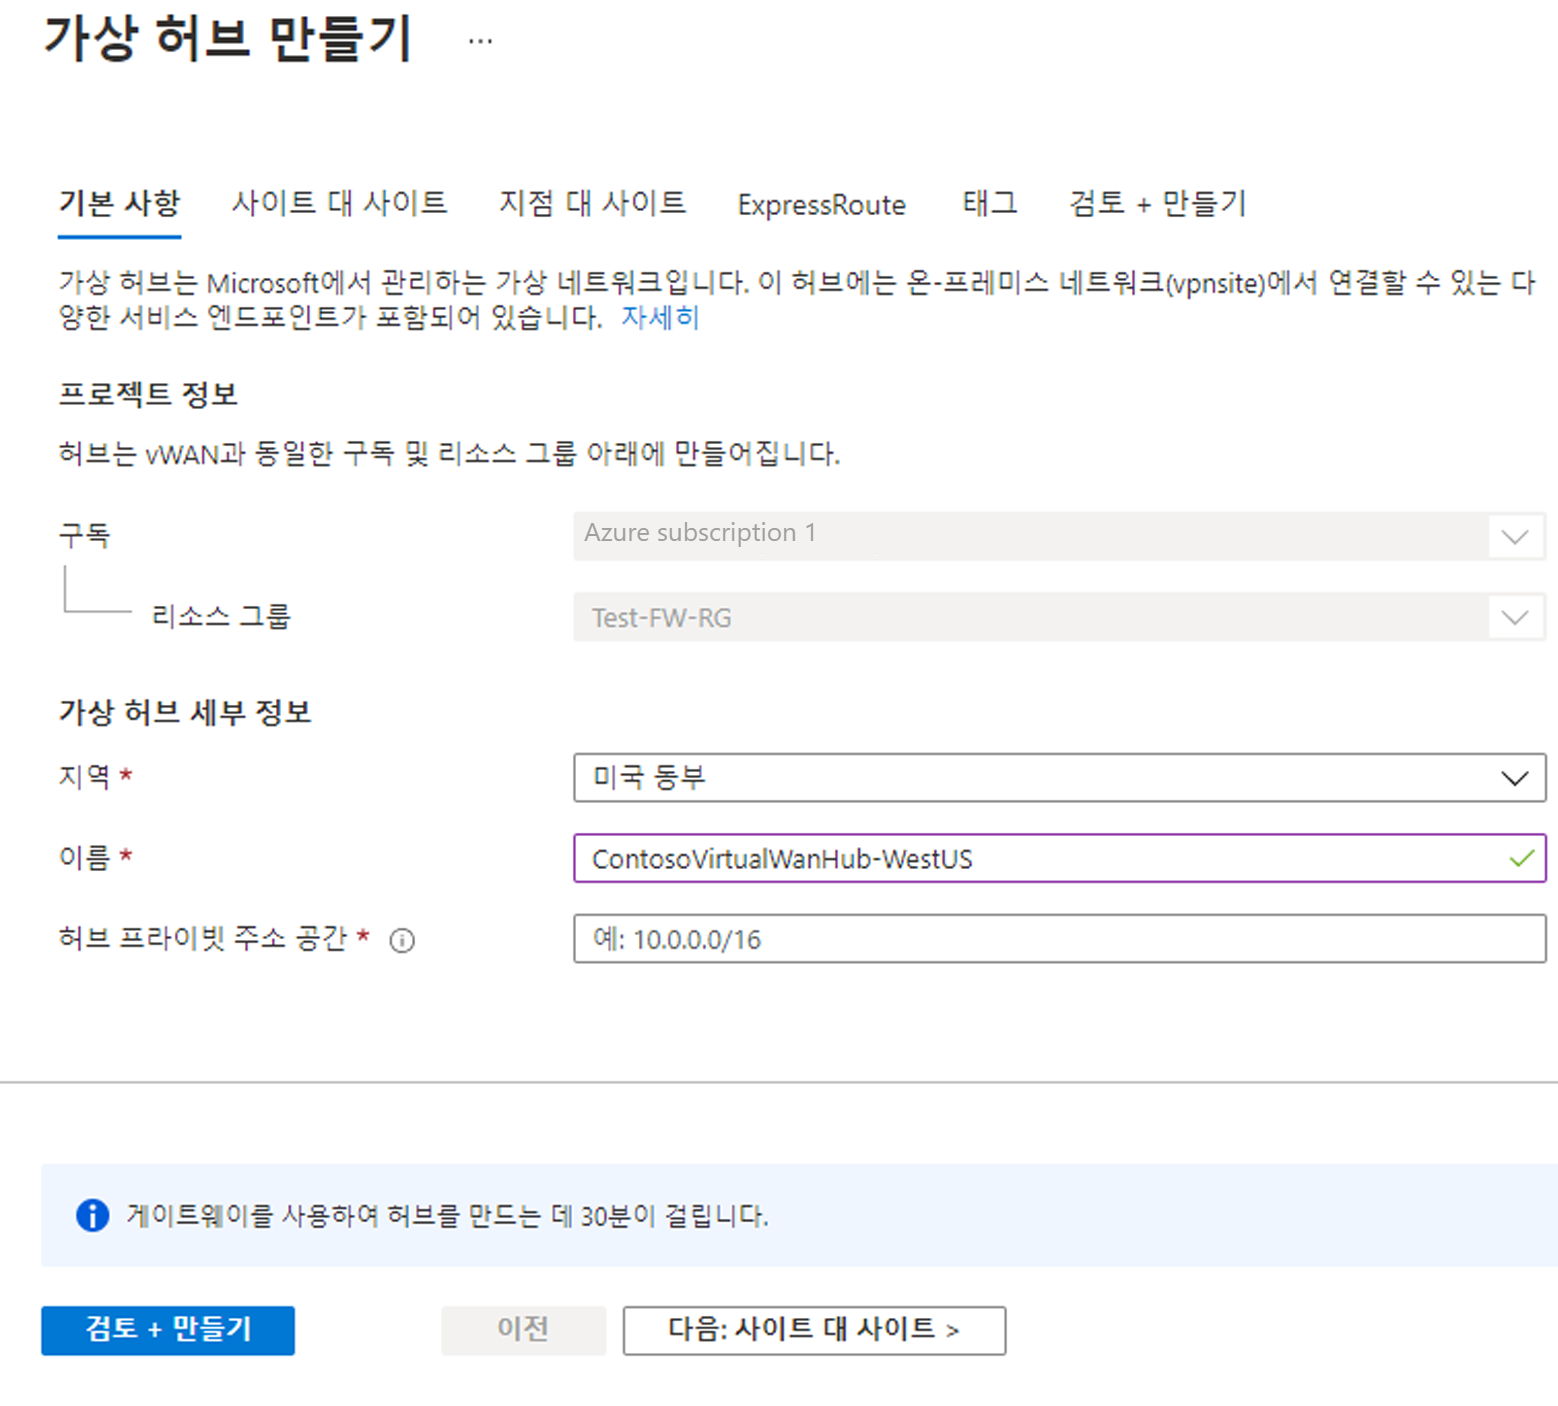 가상 허브 만들기 ...
기본 사항 사이트 대 사이트 지점 대 사이트 ExpressRoute 태그 검토 + 만들기
가상 허브는 Microsoft에서 관리하는 가상 네트워크입니다. 이 허브에는 온-프레미스 네트워크(vpnsite)에서 연결할 수 있는 다
양한 서비스 엔드포인트가 포함되어 있습니다. 자세히
프로젝트 정보
허브는 vWAN과 동일한 구독 및 리소스 그룹 아래에 만들어집니다.
구독 Azure subscription 1
리소스 그룹 Test-FW-RG
가상 허브 세부 정보
지역 * 미국 동부
이름 * ContosoVirtualWanHub-WestUS
허브 프라이빗 주소 공간 * 예: 10.0.0.0/16
게이트웨이를 사용하여 허브를 만드는 데 30분이 걸립니다.
검토 + 만들기 이전 다음: 사이트 대 사이트 >